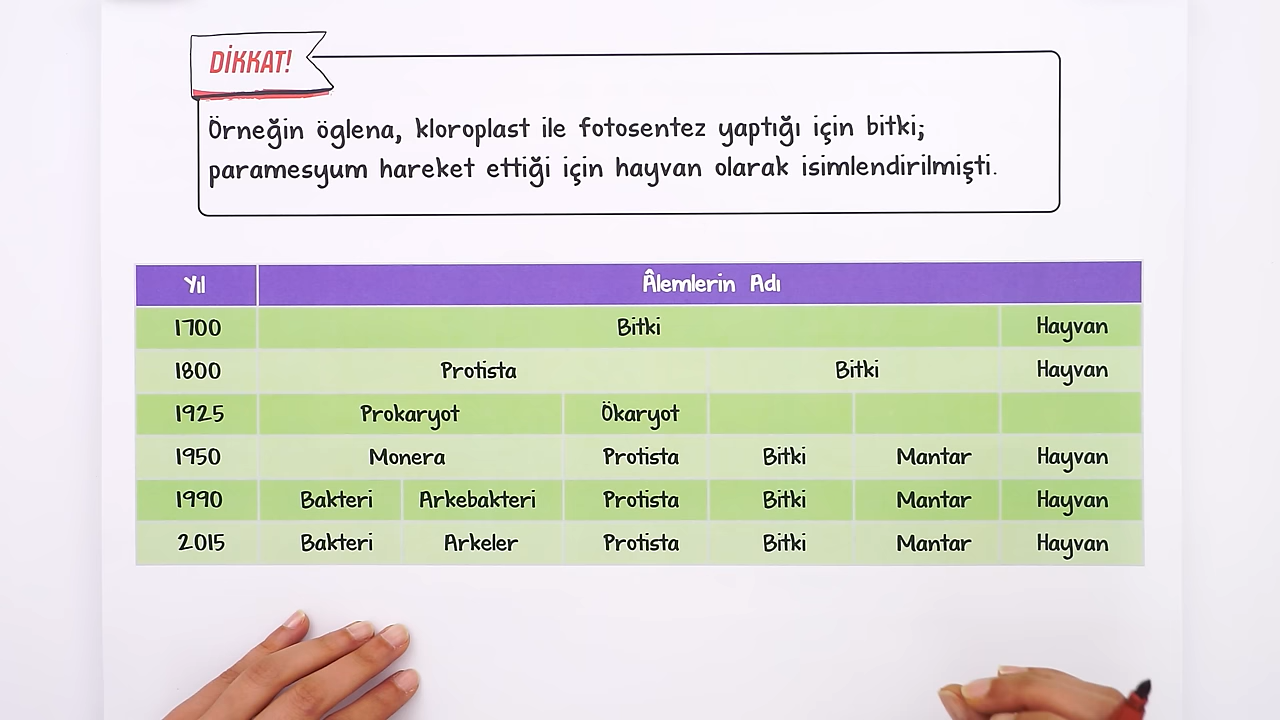 DİKKAT!
Örneğin öglena, kloroplast ile fotosentez yaptığı için bitki;
paramesyum hareket ettiği için hayvan olarak isimlendirilmişti.
Yıl Âlemlerin Adı
1700 Bitki Hayvan
1800 Protista Bitki Hayvan
1925 Prokaryot Ökaryot
1950 Monera Protista Bitki Mantar Hayvan
1990 Bakteri Arkebakteri Protista Bitki Mantar Hayvan
2015 Bakteri Arkeler Protista Bitki Mantar Hayvan